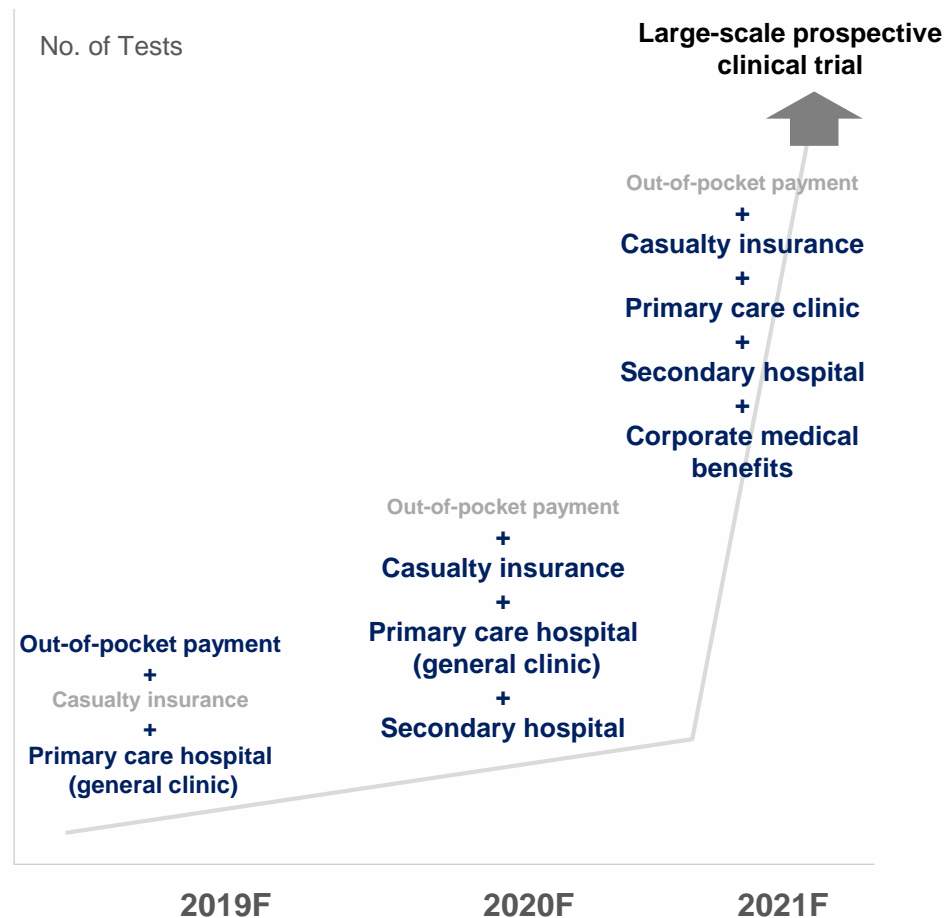 No. of Tests
Large-scale prospective
clinical trial
Out-of-pocket payment
+
Casualty insurance
+
Primary care clinic
+
Secondary hospital
+
Corporate medical
benefits
Out-of-pocket payment
+
Casualty insurance
+
Primary care hospital
(general clinic)
+
Secondary hospital
Out-of-pocket payment
+
Casualty insurance
+
Primary care hospital
(general clinic)
2019F
2020F
2021F